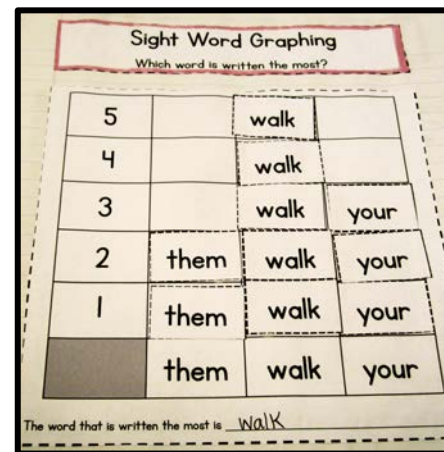 Sight Word Graphing
Which word is written the most?
5 walk
4 walk
3 walk your
2 them walk your
1 them walk your
them walk your
The word that is written the most is walk